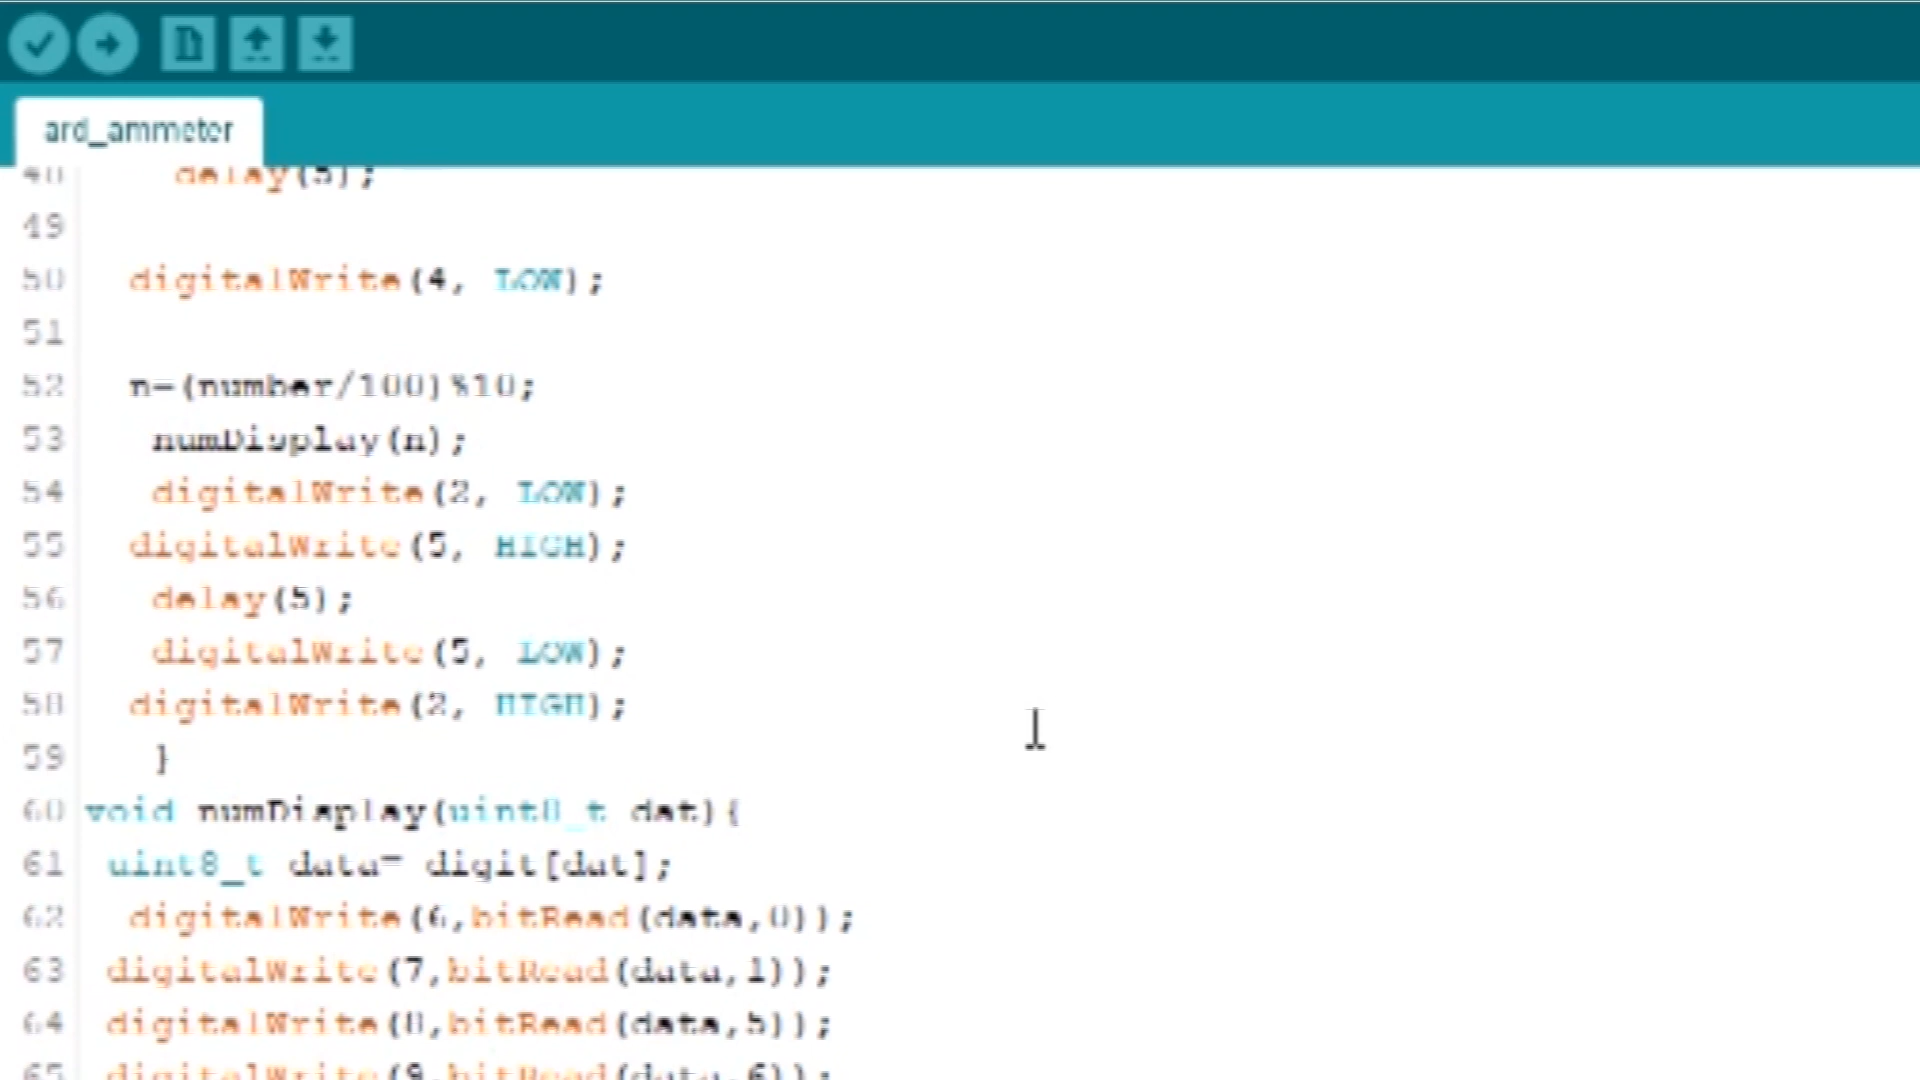 ard_ammeter
48 delay(5);
49
50 digitalWrite(4, LOW);
51
52 n=(number/100)%10;
53 numDisplay(n);
54 digitalWrite(2, LOW);
55 digitalWrite(5, HIGH);
56 delay(5);
57 digitalWrite(5, LOW);
58 digitalWrite(2, HIGH);
59 }
60 void numDisplay(uint8_t dat){
61 uint8_t data= digit[dat];
62 digitalWrite(6,bitRead(data,0));
63 digitalWrite(7,bitRead(data,1));
64 digitalWrite(8,bitRead(data,5));
65 digitalWrite(9,bitRead(data,6));